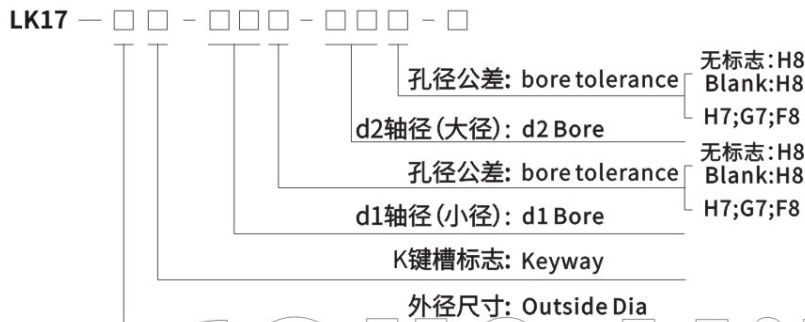 LK17 — □ □ - □ □ □ - □ □ □ - □
无标志:H8
孔径公差: bore tolerance Blank:H8
H7;G7;F8
d2轴径(大径): d2 Bore
无标志:H8
孔径公差: bore tolerance Blank:H8
H7;G7;F8
d1轴径(小径): d1 Bore
K键槽标志: Keyway
外径尺寸: Outside Dia